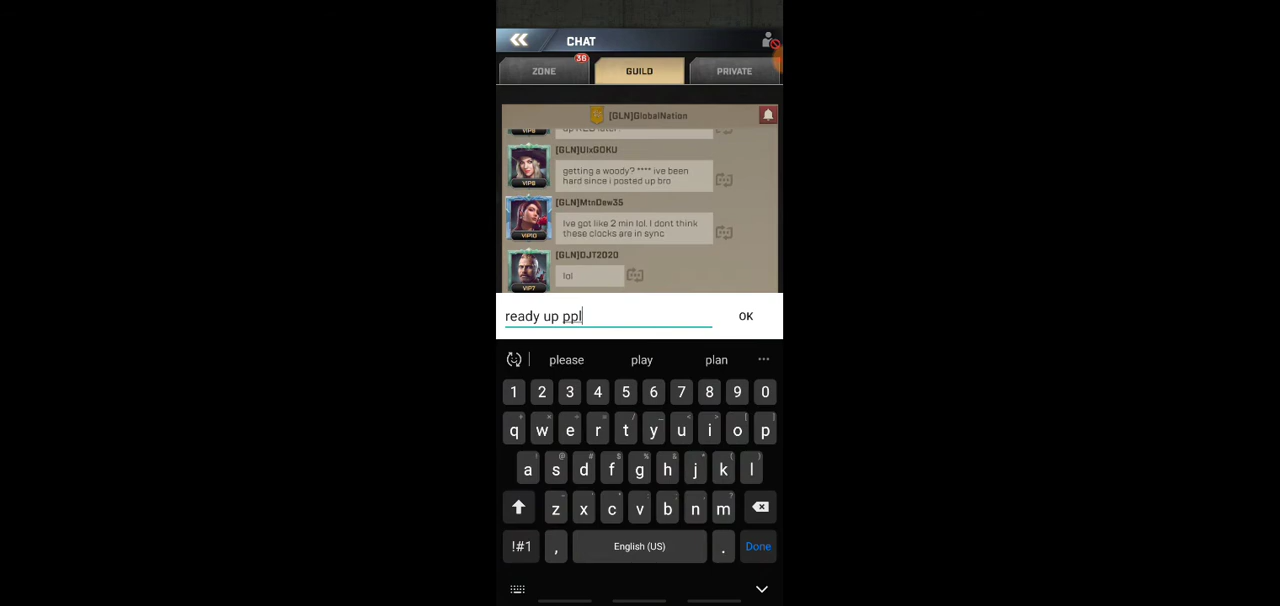 CHAT
ZONE
36
GUILD
PRIVATE
[GLN]GlobalNation
VIP8
[GLN]UIxGOKU
getting a woody? **** ive been
hard since i posted up bro
VIP8
[GLN]MtnDew35
Ive got like 2 min lol. I dont think
these clocks are in sync
VIP10
[GLN]DJT2020
lol
VIP7
ready up ppl
OK
please play plan ...
1 2 3 4 5 6 7 8 9 0
q w e r t y u i o p
a s d f g h j k l
z x c v b n m
!#1 , English (US) . Done